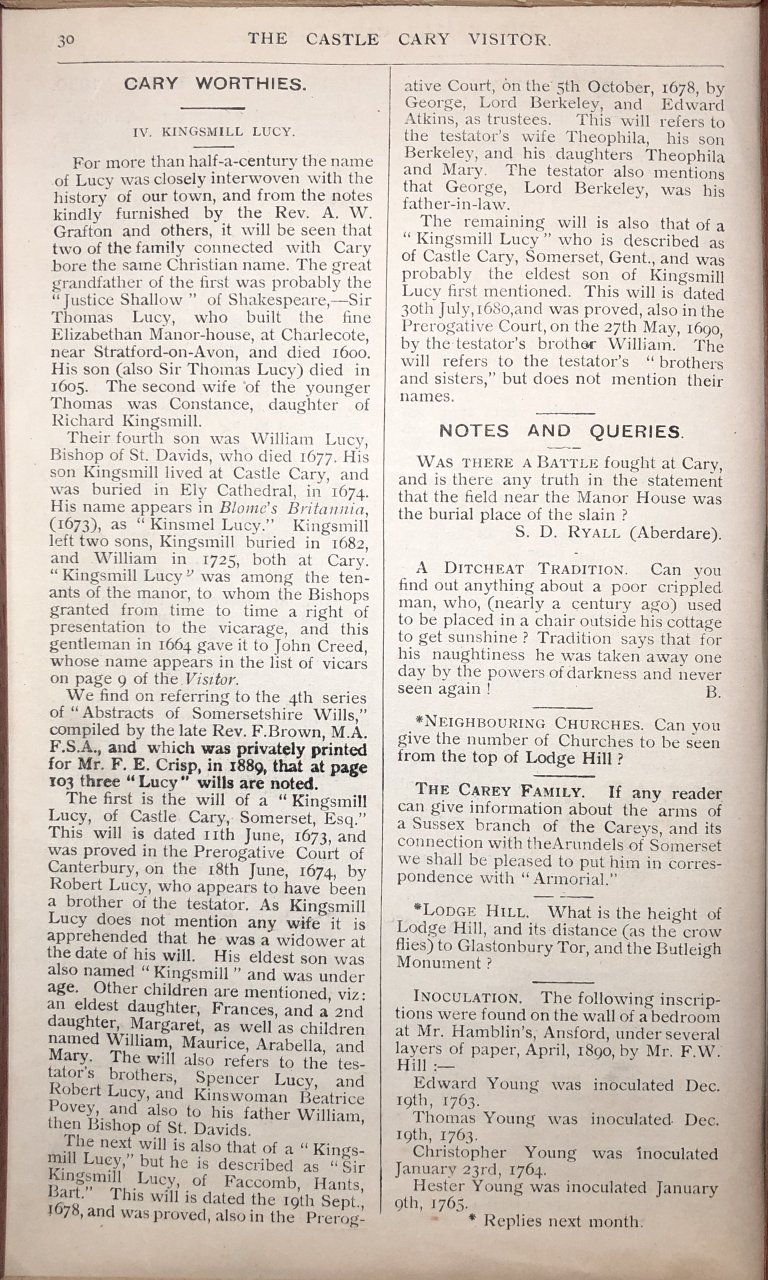 30
THE CASTLE CARY VISITOR.
CARY WORTHIES.
IV. KINGSMILL LUCY.
For more than half-a-century the name
of Lucy was closely interwoven with the
history of our town, and from the notes
kindly furnished by the Rev. A. W.
Grafton and others, it will be seen that
two of the family connected with Cary
bore the same Christian name. The great
grandfather of the first was probably the
"Justice Shallow" of Shakespeare,—Sir
Thomas Lucy, who built the fine
Elizabethan Manor-house, at Charlecote,
near Stratford-on-Avon, and died 1600.
His son (also Sir Thomas Lucy) died in
1605. The second wife of the younger
Thomas was Constance, daughter of
Richard Kingsmill.
Their fourth son was William Lucy,
Bishop of St. Davids, who died 1677. His
son Kingsmill lived at Castle Cary, and
was buried in Ely Cathedral, in 1674.
His name appears in Blome's Britannia,
(1673), as "Kinsmel Lucy." Kingsmill
left two sons, Kingsmill buried in 1682,
and William in 1725, both at Cary.
"Kingsmill Lucy" was among the ten-
ants of the manor, to whom the Bishops
granted from time to time a right of
presentation to the vicarage, and this
gentleman in 1664 gave it to John Creed,
whose name appears in the list of vicars
on page 9 of the Visitor.
We find on referring to the 4th series
of "Abstracts of Somersetshire Wills,"
compiled by the late Rev. F. Brown, M.A.
F.S.A., and which was privately printed
for Mr. F. E. Crisp, in 1889, that at page
103 three "Lucy" wills are noted.
The first is the will of a "Kingsmill
Lucy, of Castle Cary, Somerset, Esq."
This will is dated 11th June, 1673, and
was proved in the Prerogative Court of
Canterbury, on the 18th June, 1674, by
Robert Lucy, who appears to have been
a brother of the testator. As Kingsmill
Lucy does not mention any wife it is
apprehended that he was a widower at
the date of his will. His eldest son was
also named "Kingsmill" and was under
age. Other children are mentioned, viz:
an eldest daughter, Frances, and a 2nd
daughter, Margaret, as well as children
named William, Maurice, Arabella, and
Mary. The will also refers to the tes-
tator's brothers, Spencer Lucy, and
Robert Lucy, and Kinswoman Beatrice
Povey, and also to his father William,
then Bishop of St. Davids.
The next will is also that of a "Kings-
mill Lucy," but he is described as "Sir
Kingsmill Lucy, of Faccomb, Hants,
Bart." This will is dated the 19th Sept.,
1678, and was proved, also in the Prerog-
ative Court, on the 5th October, 1678, by
George, Lord Berkeley, and Edward
Atkins, as trustees. This will refers to
the testator's wife Theophila, his son
Berkeley, and his daughters Theophila
and Mary. The testator also mentions
that George, Lord Berkeley, was his
father-in-law.
The remaining will is also that of a
"Kingsmill Lucy" who is described as
of Castle Cary, Somerset, Gent., and was
probably the eldest son of Kingsmill
Lucy first mentioned. This will is dated
30th July, 1680, and was proved, also in the
Prerogative Court, on the 27th May, 1690,
by the testator's brother William. The
will refers to the testator's "brothers
and sisters," but does not mention their
names.
NOTES AND QUERIES.
WAS THERE A BATTLE fought at Cary,
and is there any truth in the statement
that the field near the Manor House was
the burial place of the slain ?
S. D. RYALL (Aberdare).
A DITCHEAT TRADITION. Can you
find out anything about a poor crippled
man, who, (nearly a century ago) used
to be placed in a chair outside his cottage
to get sunshine ? Tradition says that for
his naughtiness he was taken away one
day by the powers of darkness and never
seen again ! B.
*NEIGHBOURING CHURCHES. Can you
give the number of Churches to be seen
from the top of Lodge Hill ?
THE CAREY FAMILY. If any reader
can give information about the arms of
a Sussex branch of the Careys, and its
connection with the Arundels of Somerset
we shall be pleased to put him in corres-
pondence with "Armorial."
*LODGE HILL. What is the height of
Lodge Hill, and its distance (as the crow
flies) to Glastonbury Tor, and the Butleigh
Monument ?
INOCULATION. The following inscrip-
tions were found on the wall of a bedroom
at Mr. Hamblin's, Ansford, under several
layers of paper, April, 1890, by Mr. F.W.
Hill :—
Edward Young was inoculated Dec.
19th, 1763.
Thomas Young was inoculated Dec.
19th, 1763.
Christopher Young was inoculated
January 23rd, 1764.
Hester Young was inoculated January
9th, 1765.
* Replies next month.